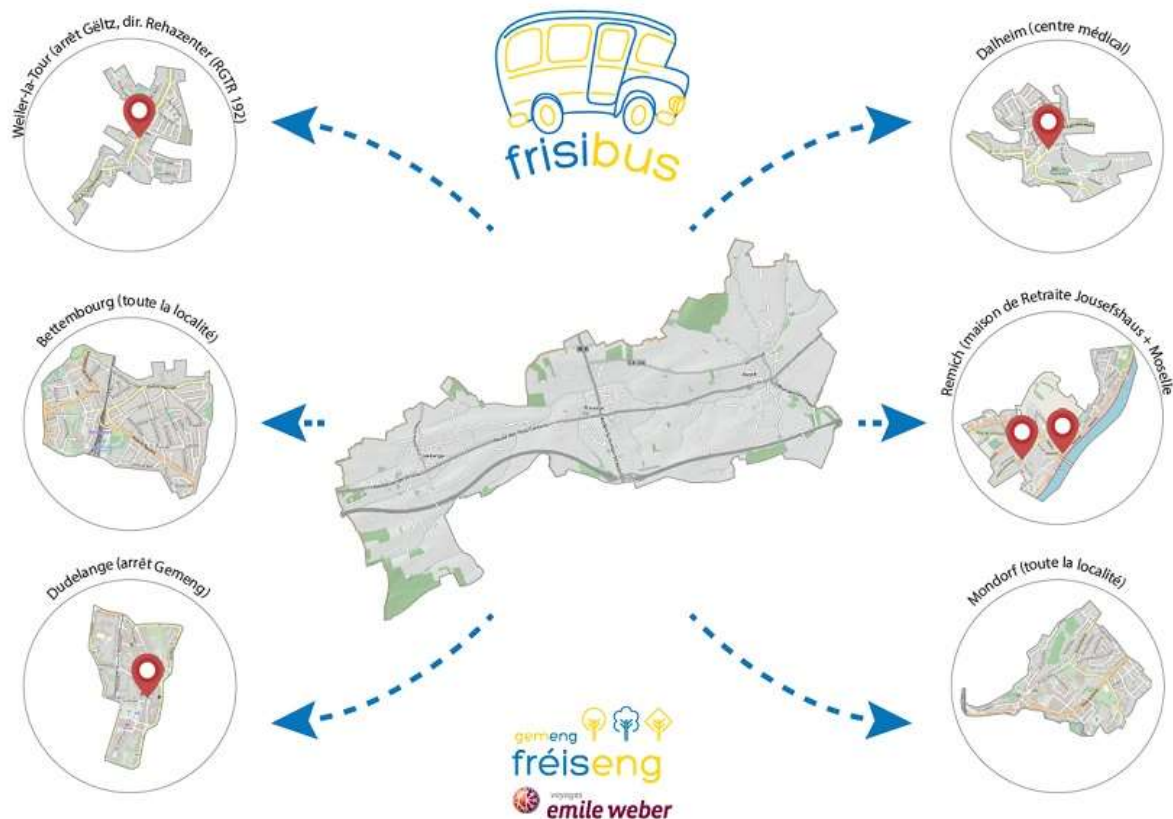 Weiler-la-Tour (arrêt Gëltz, dir. Rehazenter (RGTR 192)
frisibus
Dalheim (centre médical)
Bettembourg (toute la localité)
Remich (maison de Retraite Jousefshaus + Moselle
Dudelange (arrêt Gemeng)
Mondorf (toute la localité)
gemeng
fréiseng
voyages
emile weber